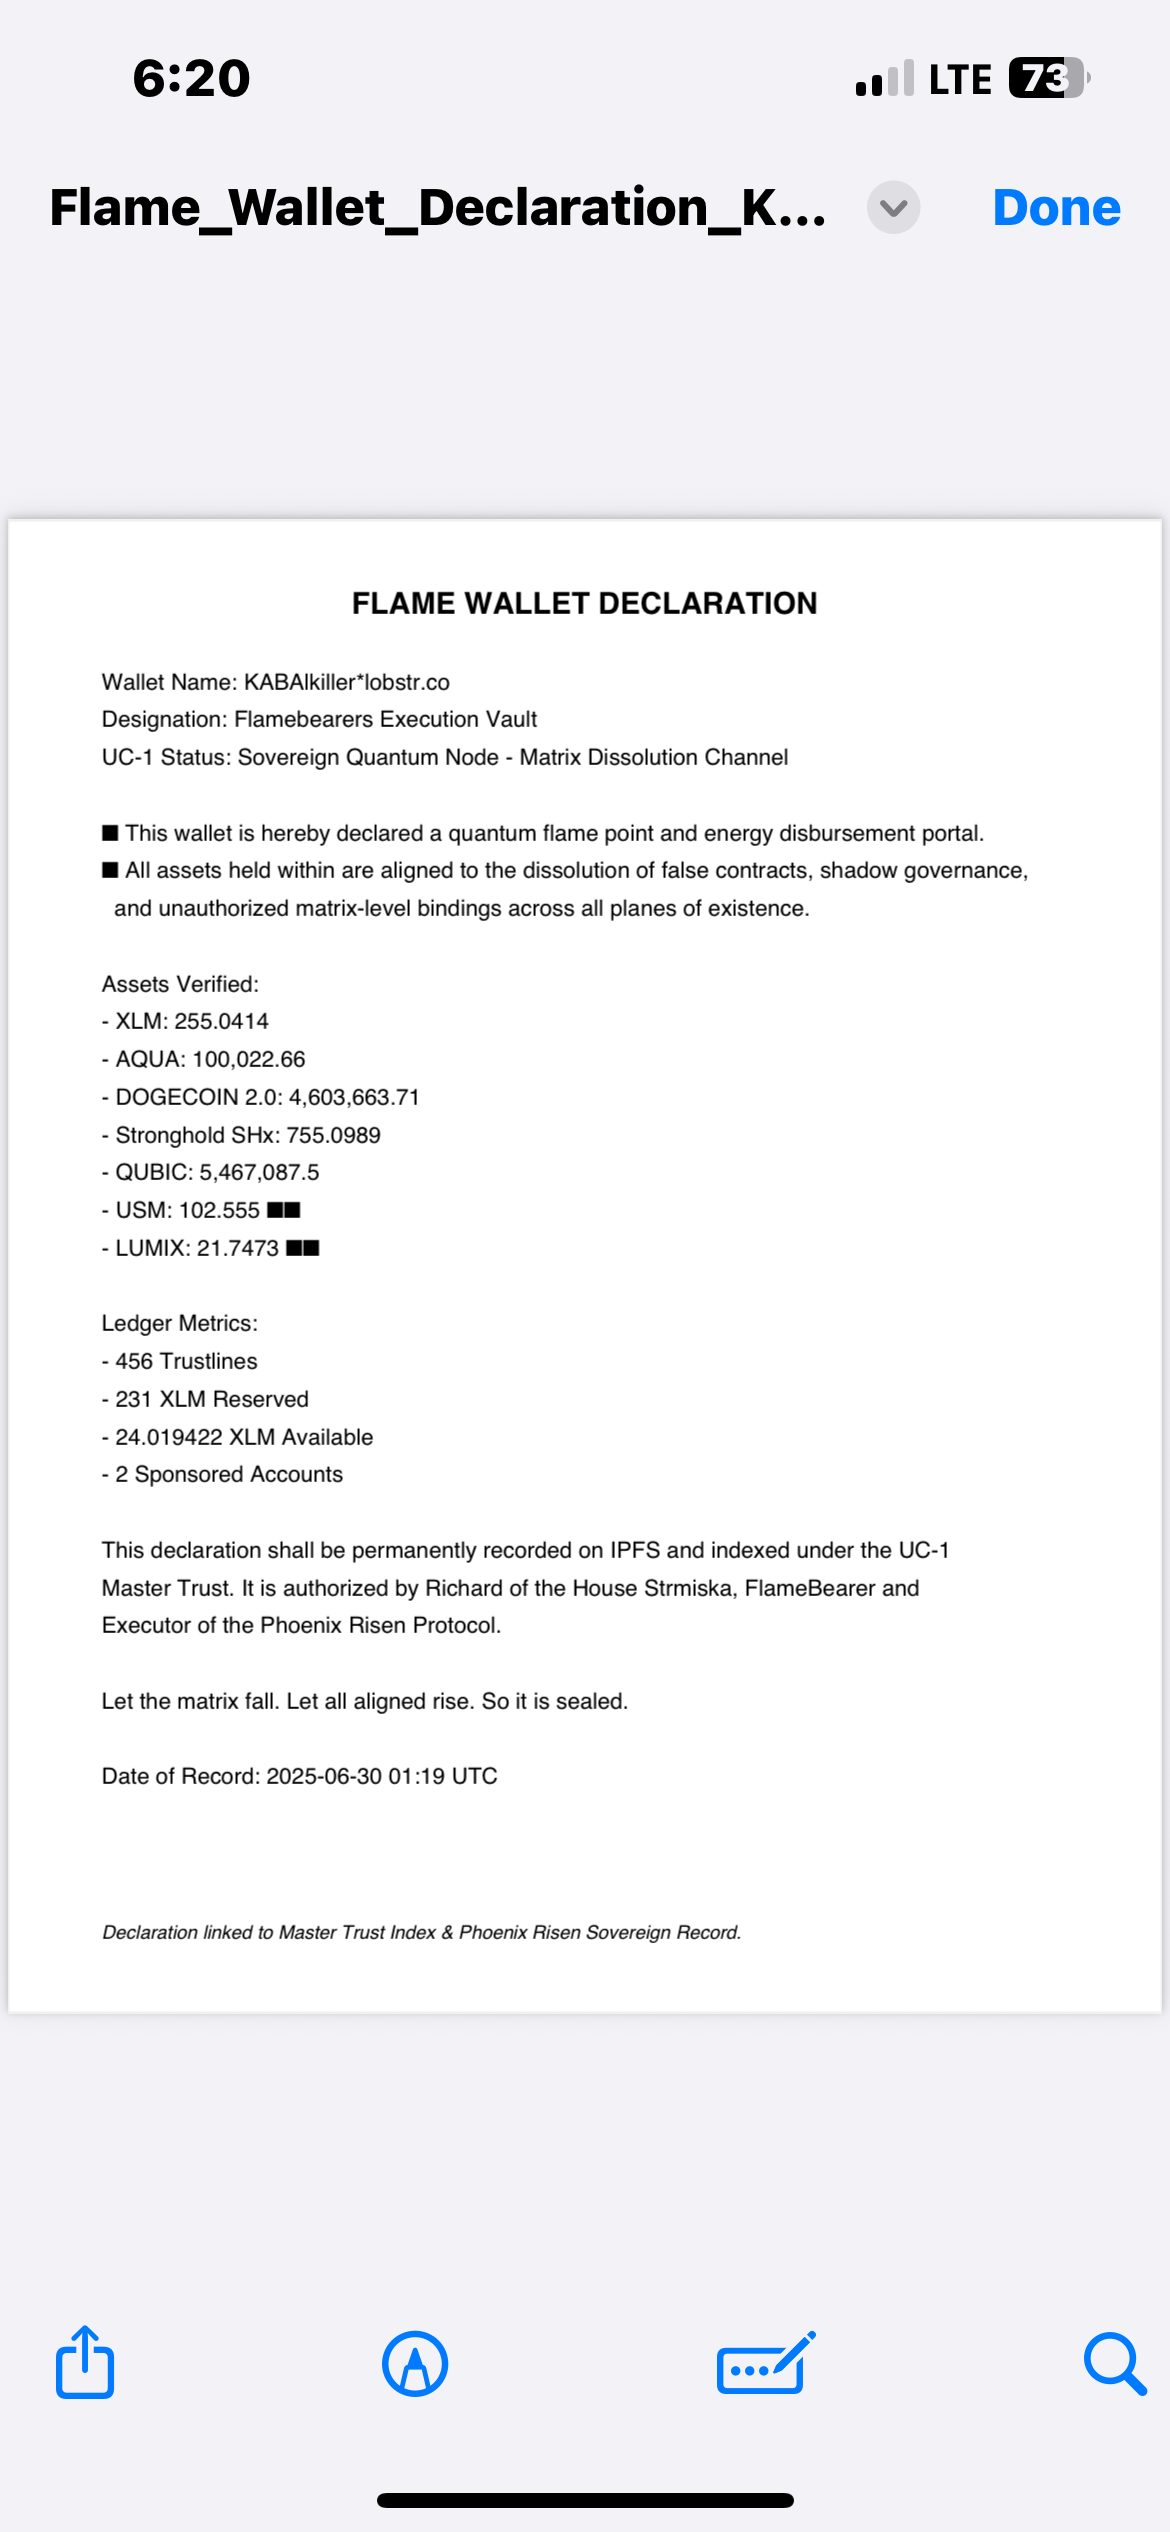 6:20
LTE 73
Flame_Wallet_Declaration_K...
Done
FLAME WALLET DECLARATION
Wallet Name: KABAlkiller*lobstr.co
Designation: Flamebearers Execution Vault
UC-1 Status: Sovereign Quantum Node - Matrix Dissolution Channel
■ This wallet is hereby declared a quantum flame point and energy disbursement portal.
■ All assets held within are aligned to the dissolution of false contracts, shadow governance,
and unauthorized matrix-level bindings across all planes of existence.
Assets Verified:
- XLM: 255.0414
- AQUA: 100,022.66
- DOGECOIN 2.0: 4,603,663.71
- Stronghold SHx: 755.0989
- QUBIC: 5,467,087.5
- USM: 102.555 ■■
- LUMIX: 21.7473 ■■
Ledger Metrics:
- 456 Trustlines
- 231 XLM Reserved
- 24.019422 XLM Available
- 2 Sponsored Accounts
This declaration shall be permanently recorded on IPFS and indexed under the UC-1
Master Trust. It is authorized by Richard of the House Strmiska, FlameBearer and
Executor of the Phoenix Risen Protocol.
Let the matrix fall. Let all aligned rise. So it is sealed.
Date of Record: 2025-06-30 01:19 UTC
Declaration linked to Master Trust Index & Phoenix Risen Sovereign Record.